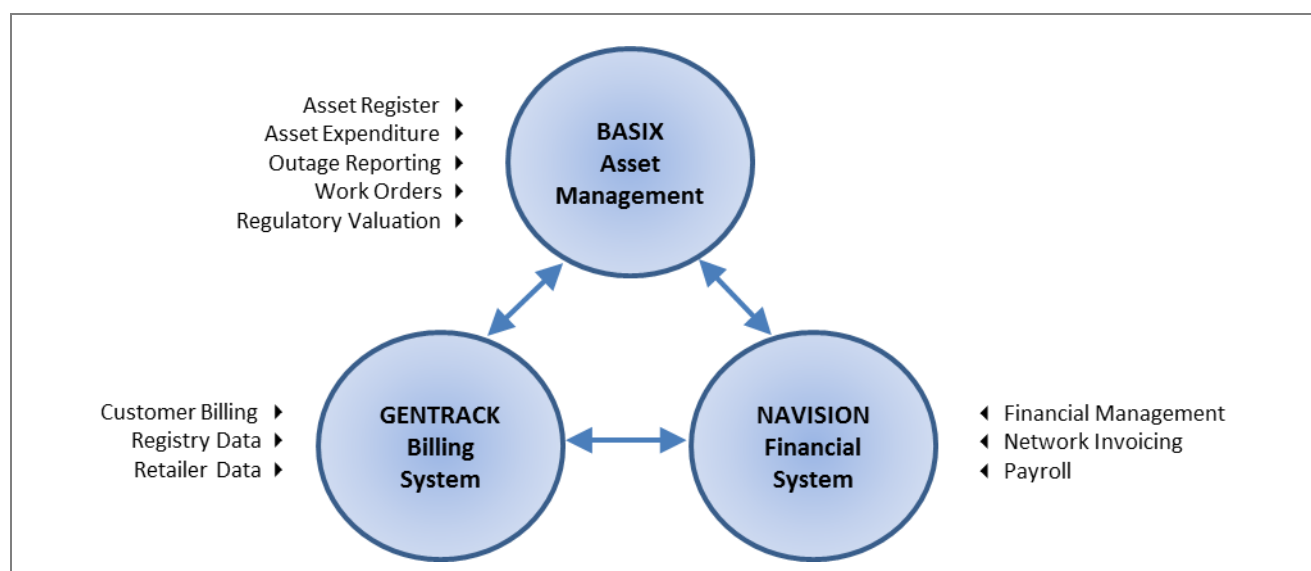 Asset Register
Asset Expenditure
Outage Reporting
Work Orders
Regulatory Valuation
BASIX
Asset
Management
Customer Billing
Registry Data
Retailer Data
GENTRACK
Billing
System
NAVISION
Financial
System
Financial Management
Network Invoicing
Payroll